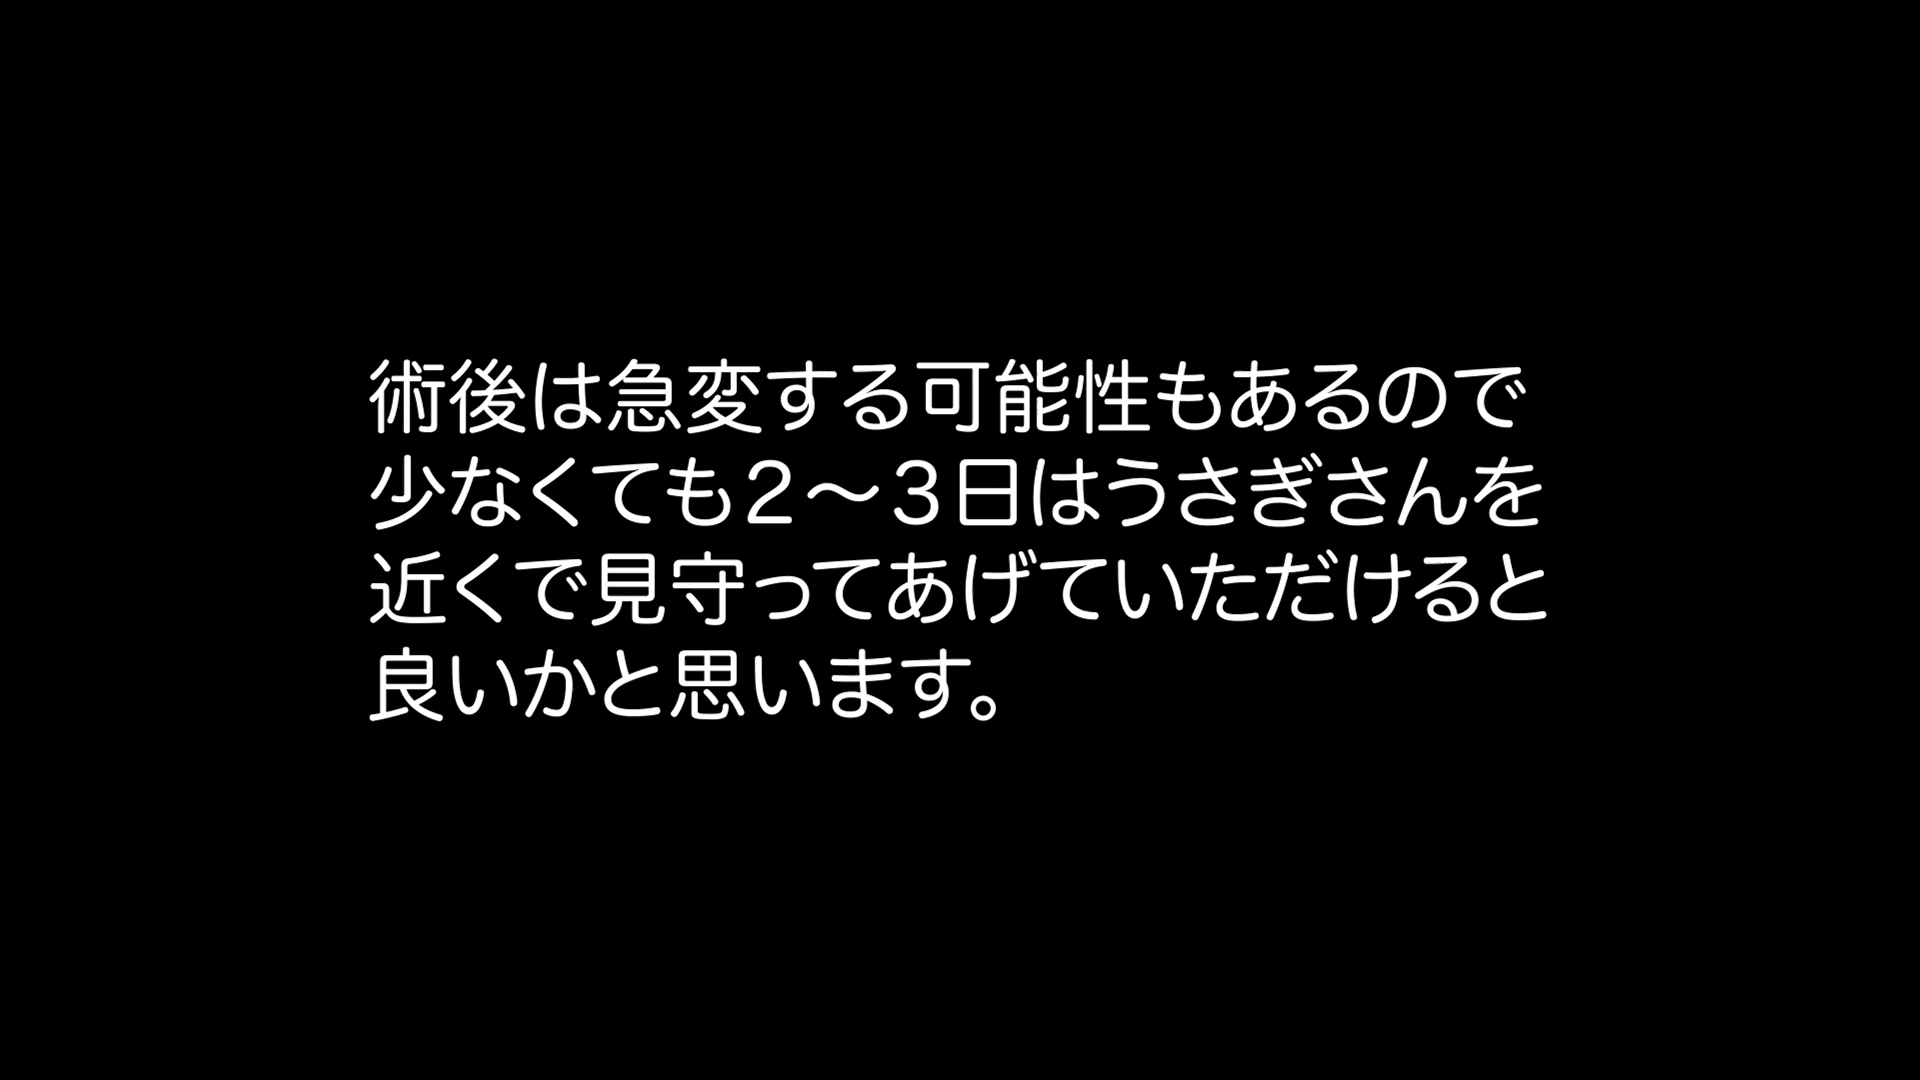 術後は急変する可能性もあるので
少なくても２～３日はうさぎさんを
近くで見守ってあげていただけると
良いかと思います。